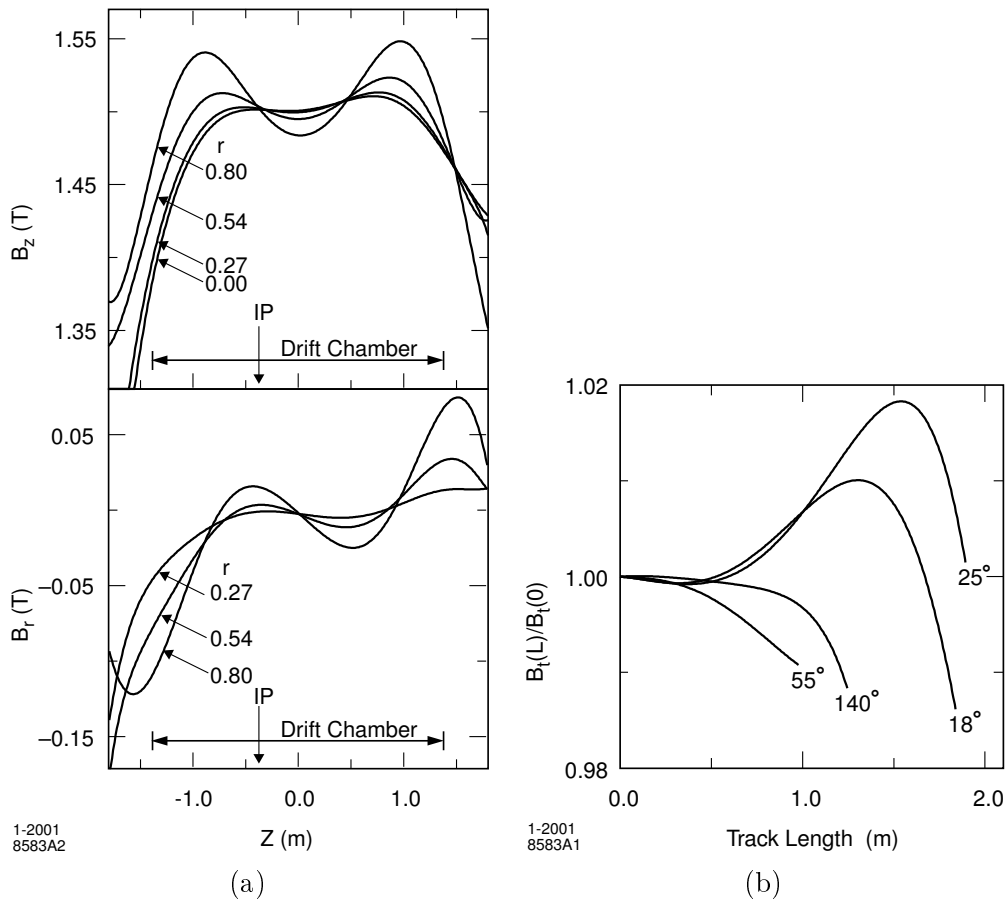 1.55
1.45
1.35
B_z (T)
r
0.80
0.54
0.27
0.00
IP
Drift Chamber
0.05
−0.05
−0.15
B_r (T)
r
0.27
0.54
0.80
IP
Drift Chamber
-1.0 0.0 1.0
Z (m)
1-2001
8583A2
(a)
1.02
1.00
0.98
B_t(L)/B_t(0)
25°
55°
140°
18°
0.0 1.0 2.0
Track Length (m)
1-2001
8583A1
(b)